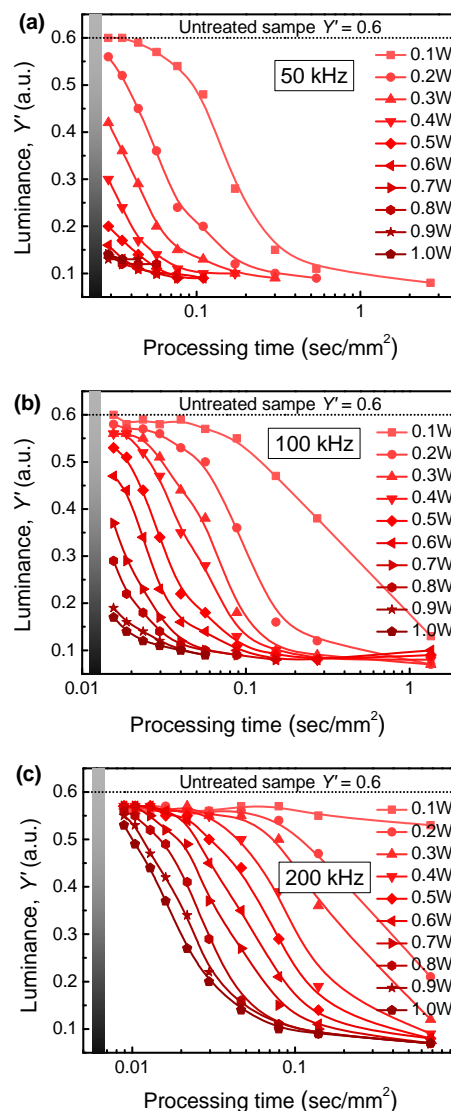 (a)
Untreated sampe Y′ = 0.6
0.6
0.5
0.4
0.3
0.2
0.1
Luminance, Y′ (a.u.)
50 kHz
0.1W
0.2W
0.3W
0.4W
0.5W
0.6W
0.7W
0.8W
0.9W
1.0W
0.1
1
Processing time (sec/mm²)
(b)
Untreated sampe Y′ = 0.6
0.6
0.5
0.4
0.3
0.2
0.1
Luminance, Y′ (a.u.)
100 kHz
0.1W
0.2W
0.3W
0.4W
0.5W
0.6W
0.7W
0.8W
0.9W
1.0W
0.01
0.1
1
Processing time (sec/mm²)
(c)
Untreated sampe Y′ = 0.6
0.6
0.5
0.4
0.3
0.2
0.1
Luminance, Y′ (a.u.)
200 kHz
0.1W
0.2W
0.3W
0.4W
0.5W
0.6W
0.7W
0.8W
0.9W
1.0W
0.01
0.1
Processing time (sec/mm²)